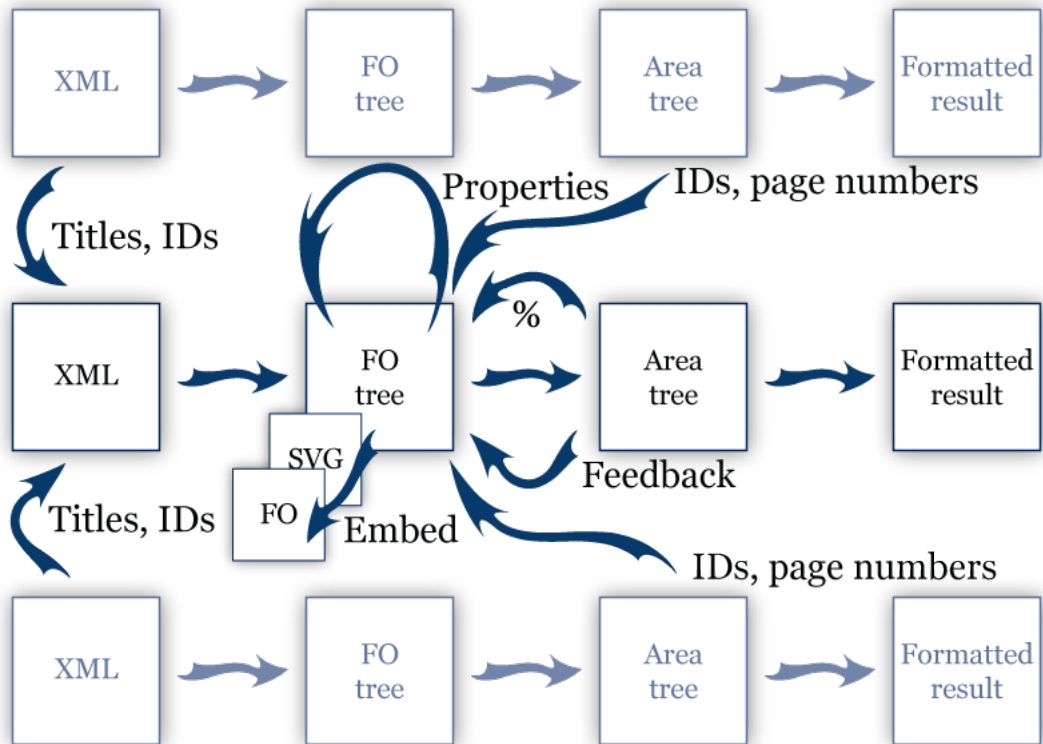 XML
FO
tree
Area
tree
Formatted
result
Properties
IDs, page numbers
Titles, IDs
%
XML
FO
tree
Area
tree
Formatted
result
SVG
Feedback
FO
Titles, IDs
Embed
IDs, page numbers
XML
FO
tree
Area
tree
Formatted
result